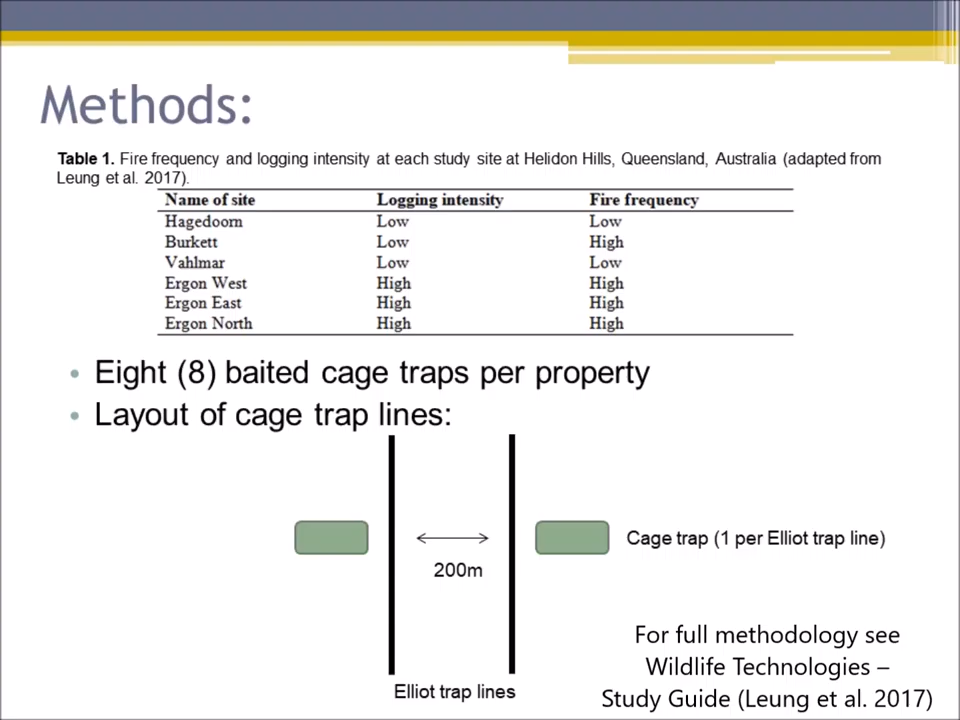 Methods:
Table 1. Fire frequency and logging intensity at each study site at Helidon Hills, Queensland, Australia (adapted from
Leung et al. 2017).
Name of site Logging intensity Fire frequency
Hagedoorn Low Low
Burkett Low High
Vahlmar Low Low
Ergon West High High
Ergon East High High
Ergon North High High
• Eight (8) baited cage traps per property
• Layout of cage trap lines:
Cage trap (1 per Elliot trap line)
200m
Elliot trap lines
For full methodology see
Wildlife Technologies –
Study Guide (Leung et al. 2017)